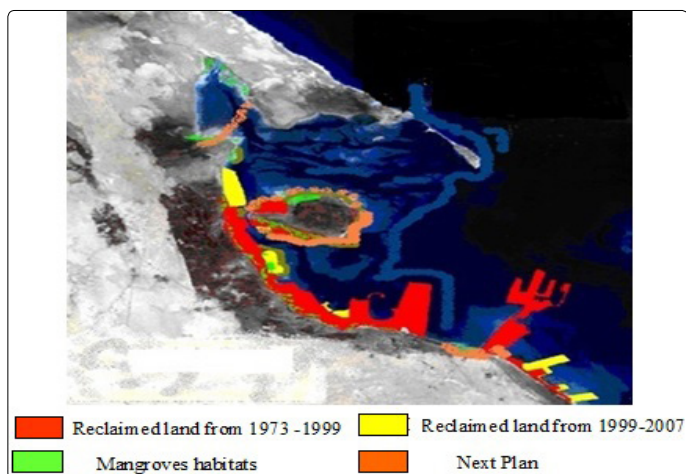 Reclaimed land from 1973 -1999 Reclaimed land from 1999-2007
Mangroves habitats Next Plan